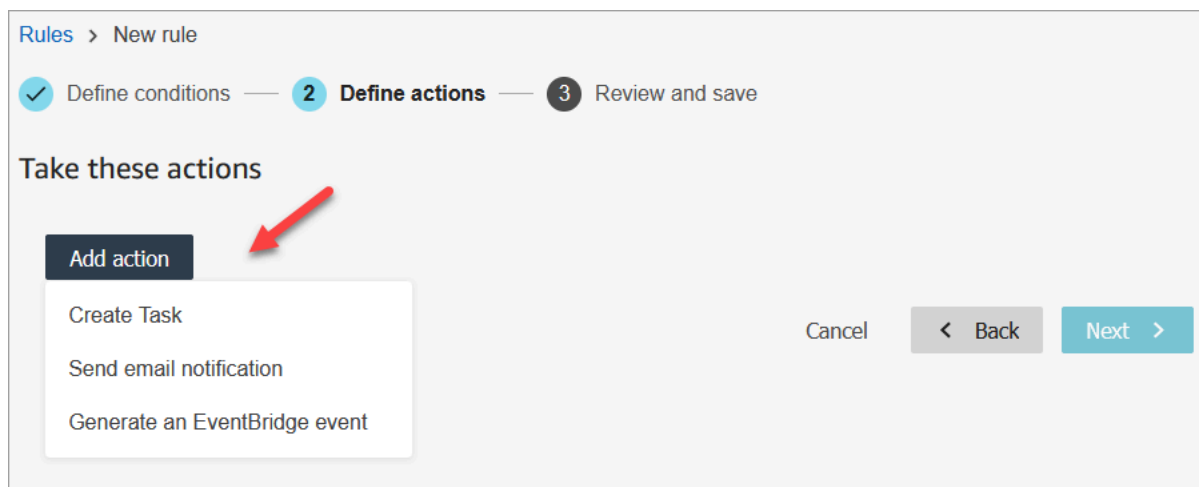 Rules > New rule
Define conditions — 2 Define actions — 3 Review and save
Take these actions
Add action
Create Task
Send email notification
Generate an EventBridge event
Cancel < Back Next >